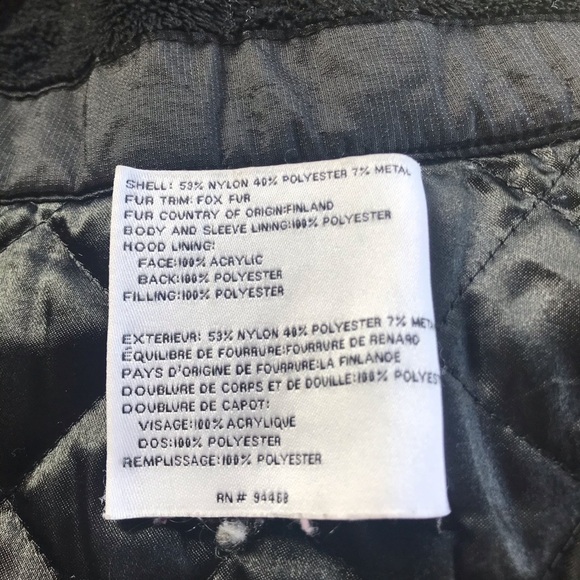 SHELL: 53% NYLON 40% POLYESTER 7% METAL
FUR TRIM: FOX FUR
FUR COUNTRY OF ORIGIN:FINLAND
BODY AND SLEEVE LINING:100% POLYESTER
HOOD LINING:
FACE:100% ACRYLIC
BACK:100% POLYESTER
FILLING:100% POLYESTER
EXTERIEUR: 53% NYLON 40% POLYESTER 7% META
ÉQUILIBRE DE FOURRURE:FOURRURE DE RENARD
PAYS D'ORIGINE DE FOURRURE:LA FINLANDE
DOUBLURE DE CORPS ET DE DOUILLE:100% POLYES
DOUBLURE DE CAPOT:
VISAGE:100% ACRYLIQUE
DOS:100% POLYESTER
REMPLISSAGE:100% POLYESTER
RN# 94468